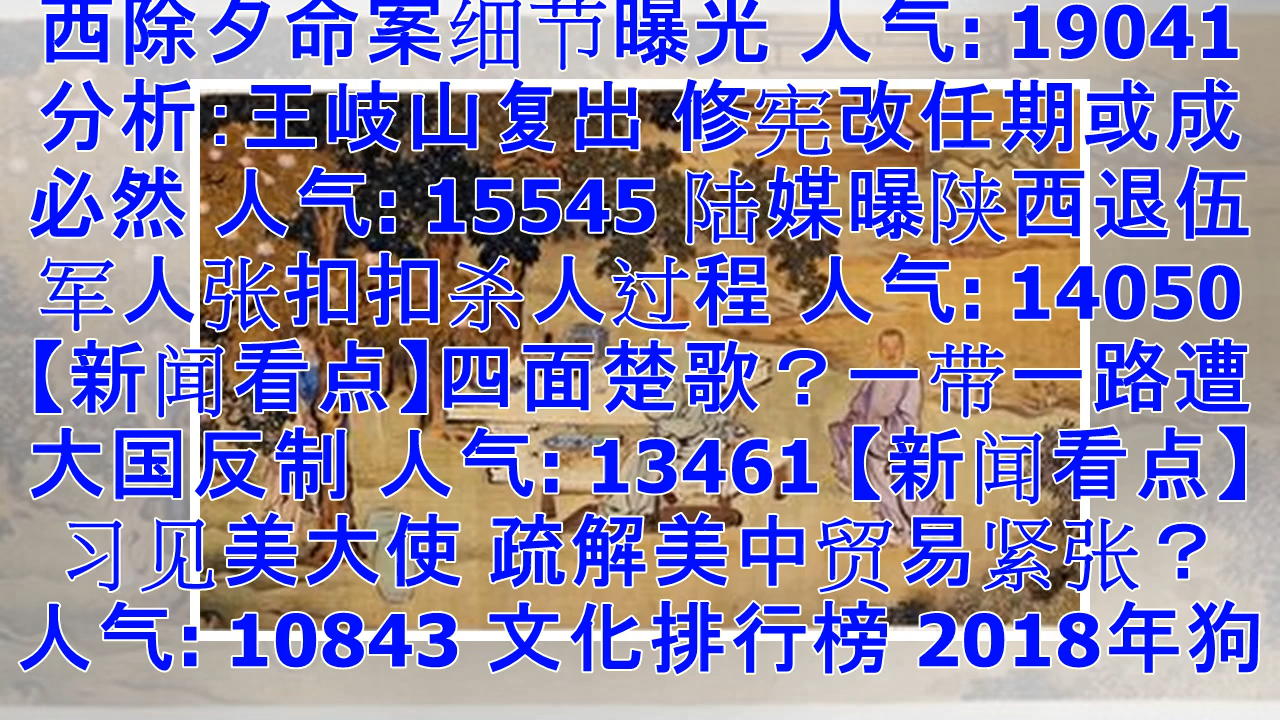 西除夕命案细节曝光 人气: 19041
分析:王岐山复出 修宪改任期或成
必然 人气: 15545 陆媒曝陕西退伍
军人张扣扣杀人过程 人气: 14050
【新闻看点】四面楚歌？一带一路遭
大国反制 人气: 13461【新闻看点】
习见美大使 疏解美中贸易紧张？
人气: 10843 文化排行榜 2018年狗